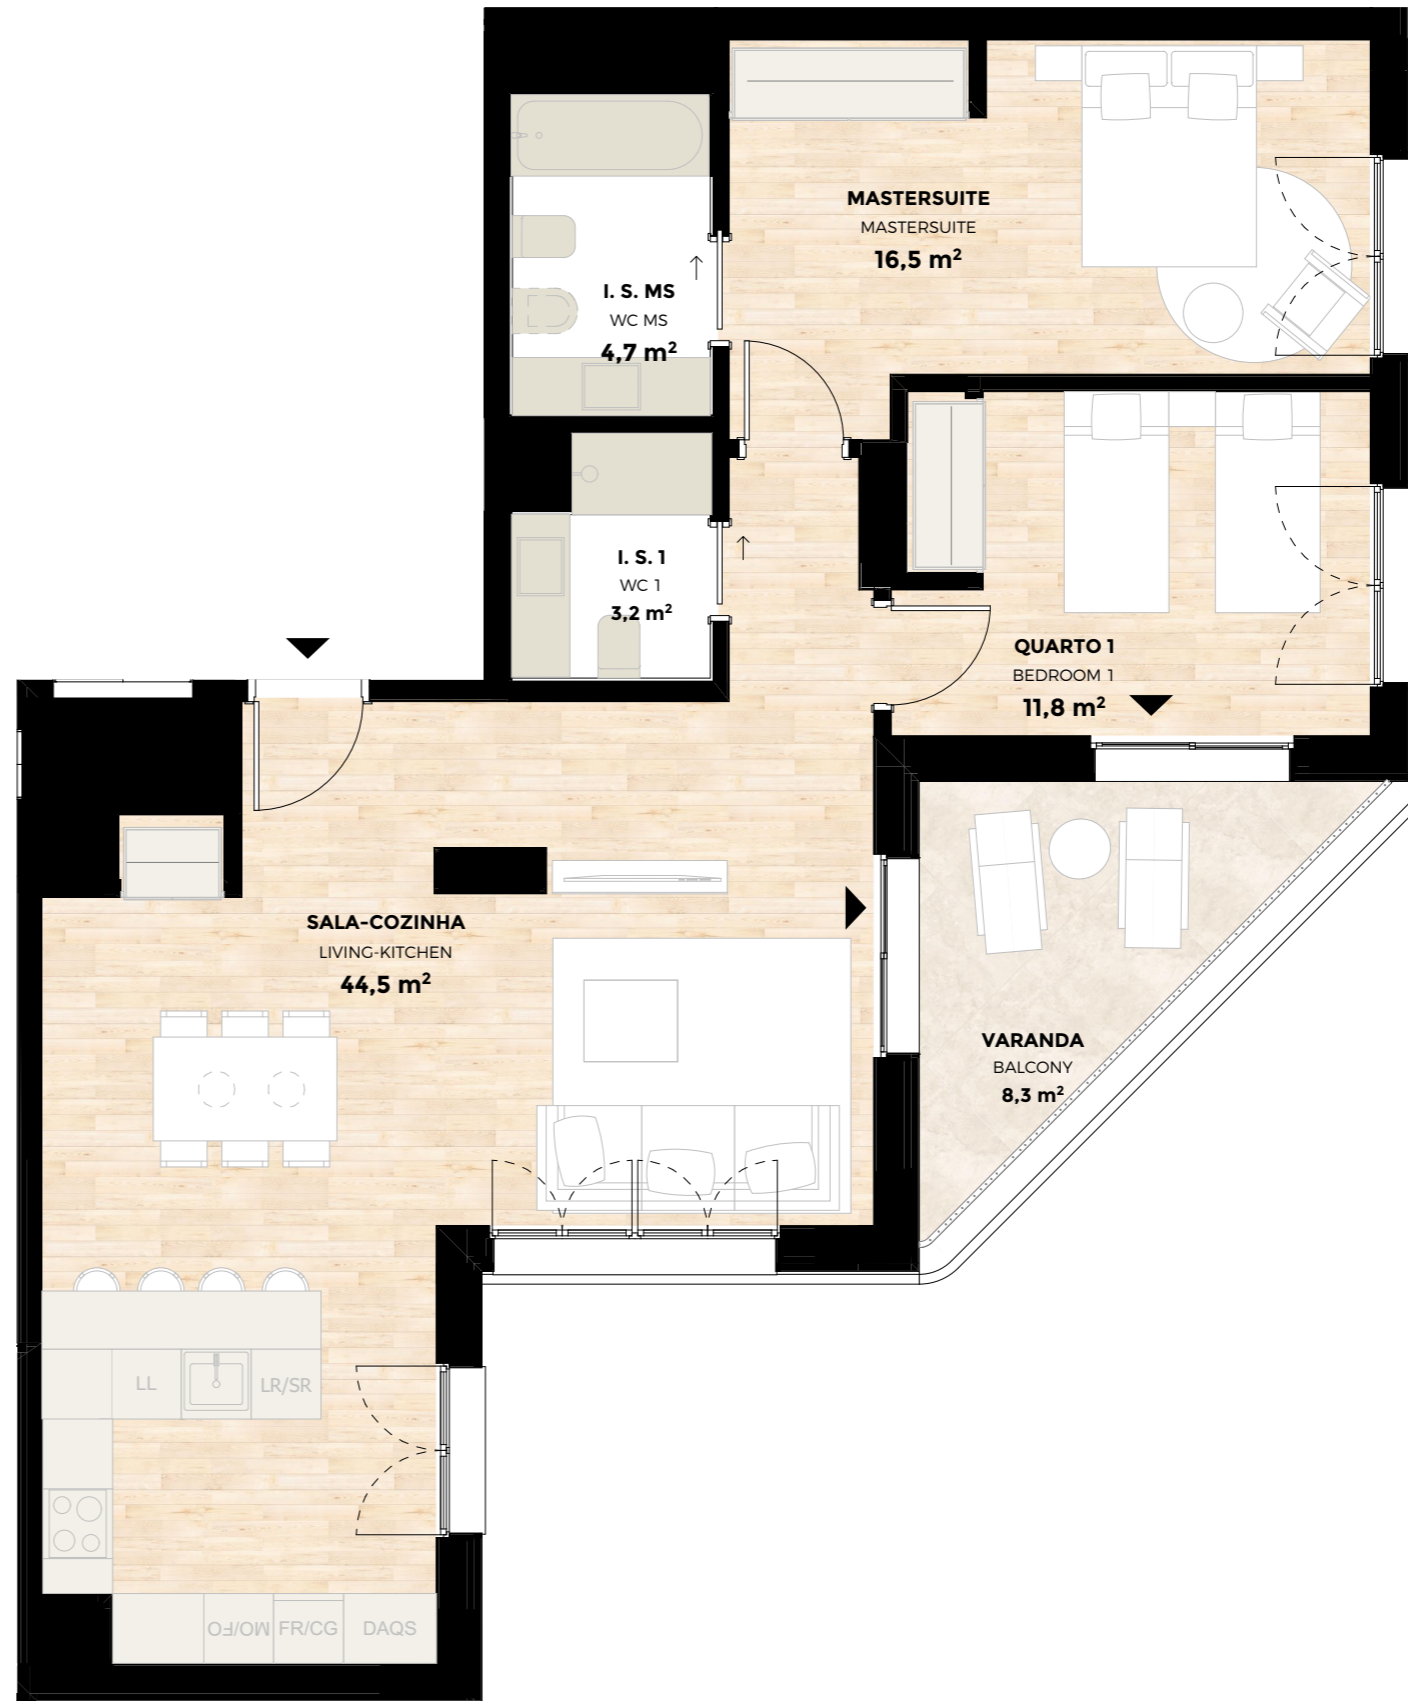 MASTERSUITE
MASTERSUITE
16,5 m²
I. S. MS
WC MS
4,7 m²
I. S. 1
WC 1
3,2 m²
QUARTO 1
BEDROOM 1
11,8 m²
SALA-COZINHA
LIVING-KITCHEN
44,5 m²
VARANDA
BALCONY
8,3 m²
LL
LR/SR
MO/FO
FR/CG
DAQS